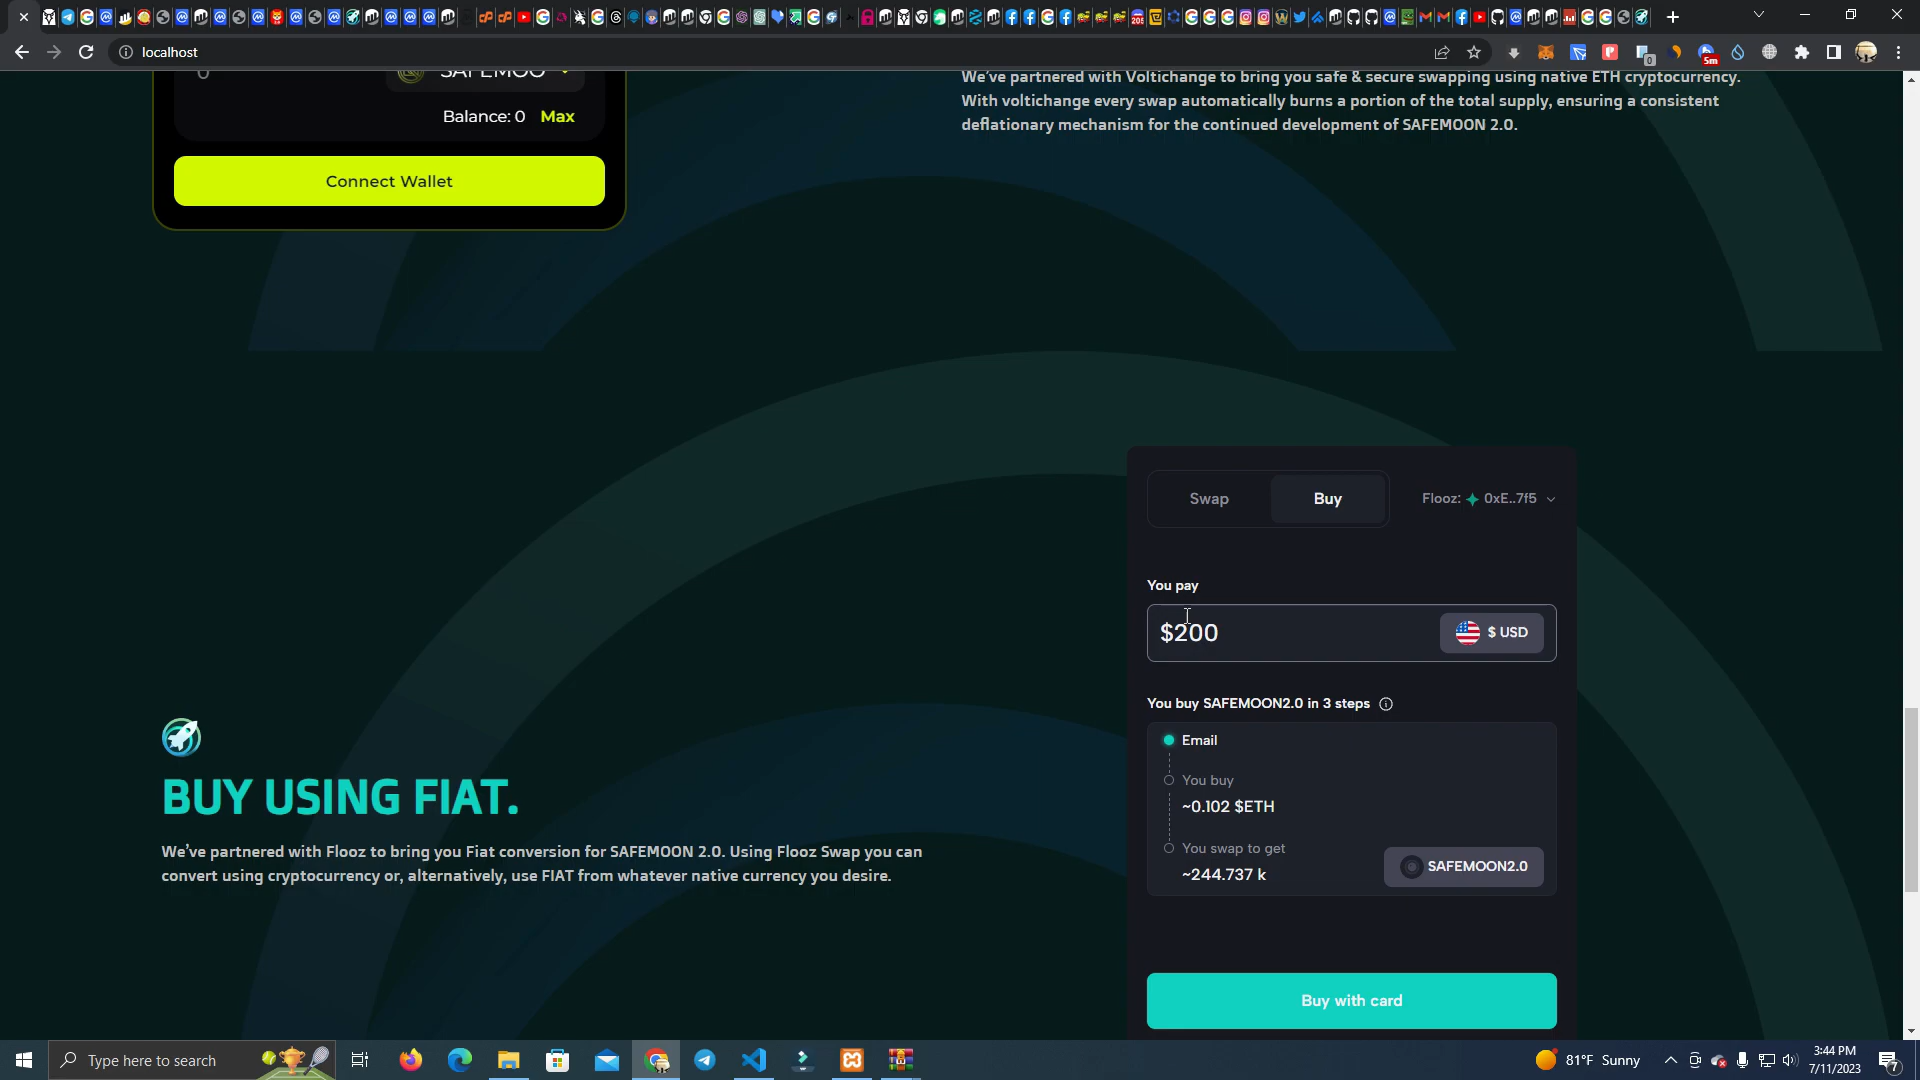 localhost
SAFEMOO
We've partnered with Voltichange to bring you safe & secure swapping using native ETH cryptocurrency.
With voltichange every swap automatically burns a portion of the total supply, ensuring a consistent
deflationary mechanism for the continued development of SAFEMOON 2.0.
Balance: 0 Max
Connect Wallet
Swap
Buy
Flooz: 0xE..7f5
You pay
$200
$ USD
You buy SAFEMOON2.0 in 3 steps
Email
You buy
~0.102 $ETH
You swap to get
~244.737 k
SAFEMOON2.0
Buy with card
BUY USING FIAT.
We've partnered with Flooz to bring you Fiat conversion for SAFEMOON 2.0. Using Flooz Swap you can
convert using cryptocurrency or, alternatively, use FIAT from whatever native currency you desire.
Type here to search
81°F Sunny
3:44 PM
7/11/2023